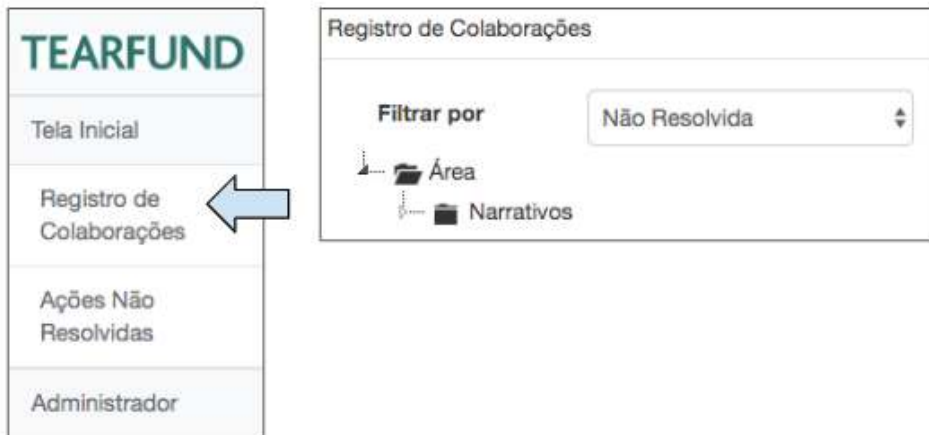 TEARFUND
Tela Inicial
Registro de
Colaborações
Ações Não
Resolvidas
Administrador
Registro de Colaborações
Filtrar por
Não Resolvida
Área
Narrativos